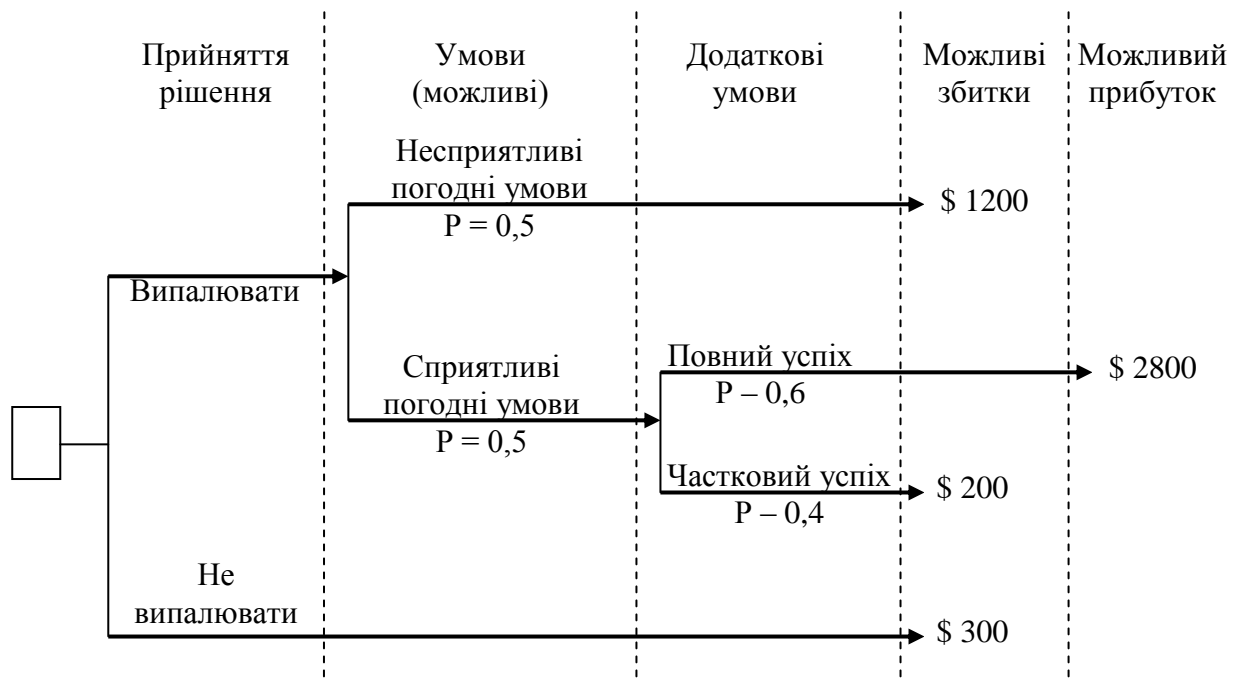 Прийняття
рішення
Умови
(можливі)
Додаткові
умови
Можливі
збитки
Можливий
прибуток
Несприятливі
погодні умови
P = 0,5
$ 1200
Випалювати
Сприятливі
погодні умови
P = 0,5
Повний успіх
P – 0,6
$ 2800
Частковий успіх
P – 0,4
$ 200
Не
випалювати
$ 300